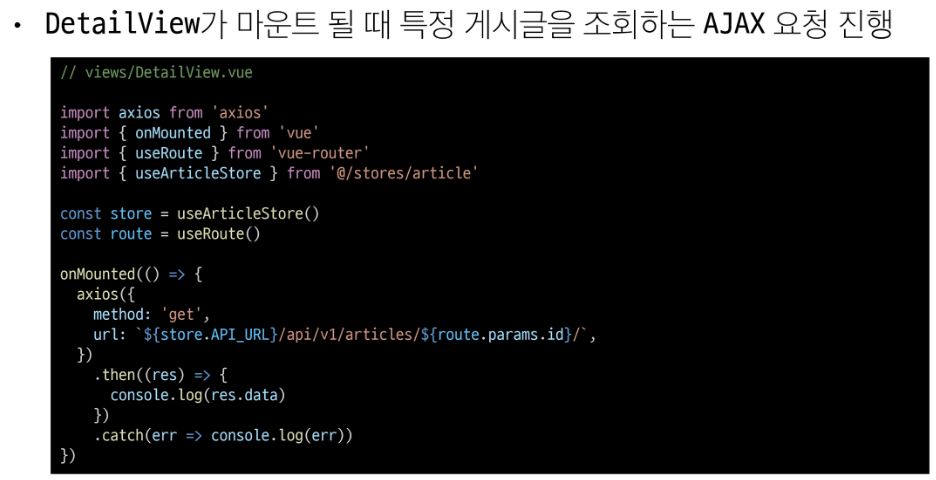 • DetailView가 마운트 될 때 특정 게시글을 조회하는 AJAX 요청 진행
// views/DetailView.vue
import axios from 'axios'
import { onMounted } from 'vue'
import { useRoute } from 'vue-router'
import { useArticleStore } from '@/stores/article'
const store = useArticleStore()
const route = useRoute()
onMounted(() => {
  axios({
    method: 'get',
    url: `${store.API_URL}/api/v1/articles/${route.params.id}/`,
  })
    .then((res) => {
      console.log(res.data)
    })
    .catch(err => console.log(err))
})